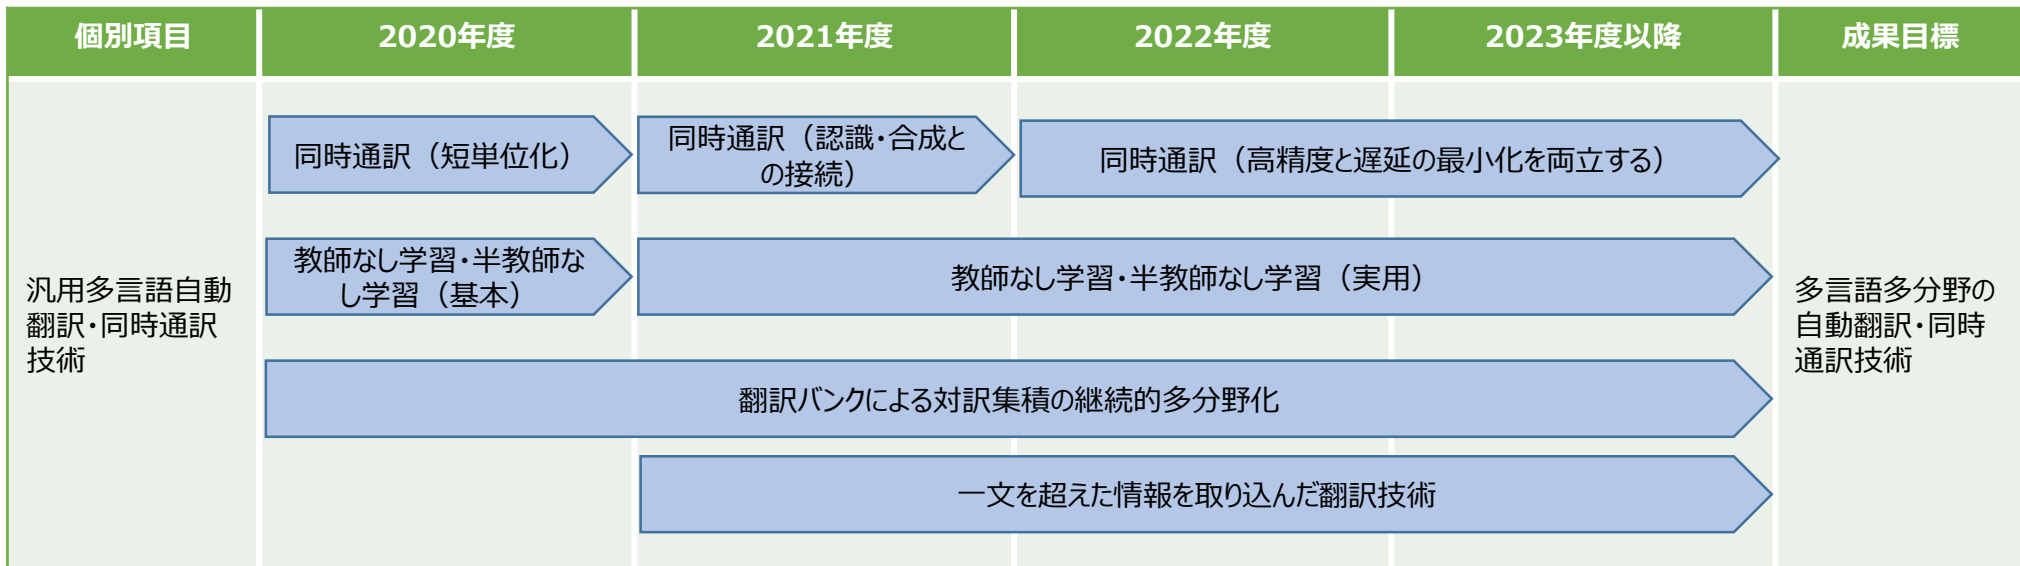 個別項目
2020年度
2021年度
2022年度
2023年度以降
成果目標
汎用多言語自動
翻訳・同時通訳
技術
同時通訳（短単位化）
同時通訳（認識・合成と
の接続）
同時通訳（高精度と遅延の最小化を両立する）
教師なし学習・半教師な
し学習（基本）
教師なし学習・半教師なし学習（実用）
翻訳バンクによる対訳集積の継続的多分野化
一文を超えた情報を取り込んだ翻訳技術
多言語多分野の
自動翻訳・同時
通訳技術